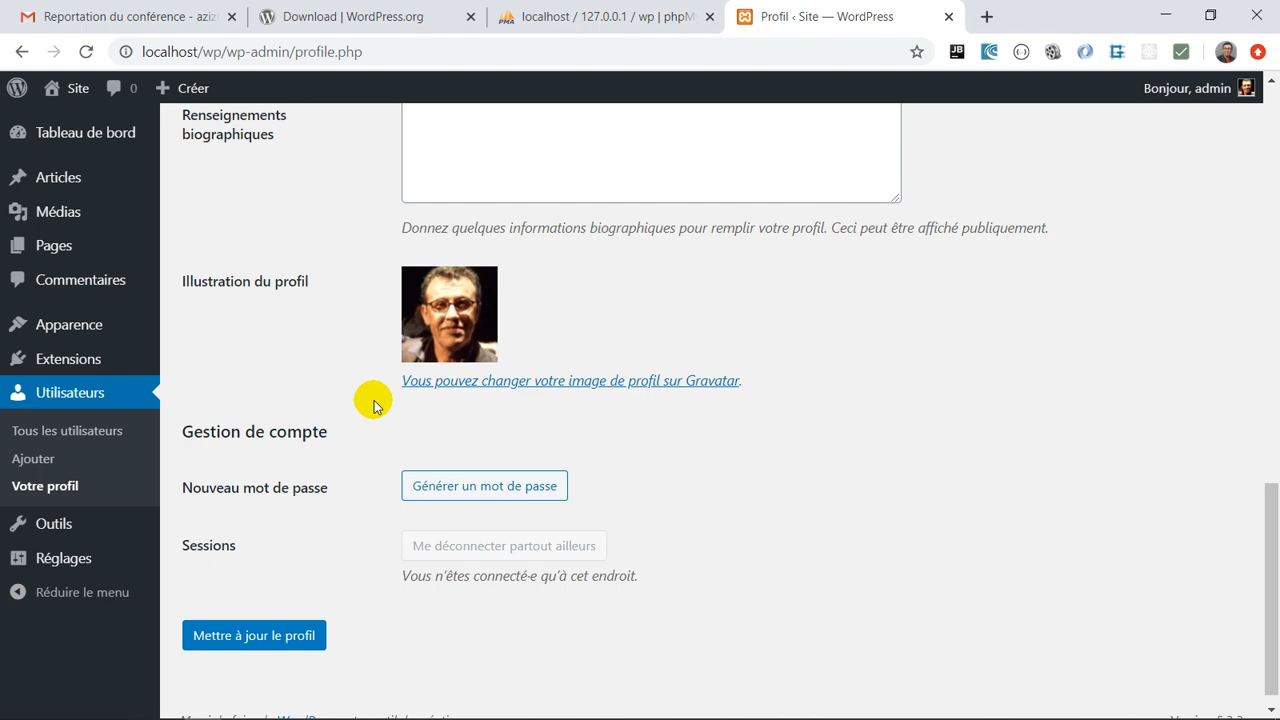 Reportation du conférence - aziz
Download | WordPress.org
localhost / 127.0.0.1 / wp | phpM
Profil ‹ Site — WordPress
localhost/wp/wp-admin/profile.php
JB
Site
0
Créer
Bonjour, admin
Tableau de bord
Articles
Médias
Pages
Commentaires
Apparence
Extensions
Utilisateurs
Tous les utilisateurs
Ajouter
Votre profil
Outils
Réglages
Réduire le menu
Renseignements
biographiques
Donnez quelques informations biographiques pour remplir votre profil. Ceci peut être affiché publiquement.
Illustration du profil
Vous pouvez changer votre image de profil sur Gravatar.
Gestion de compte
Nouveau mot de passe
Générer un mot de passe
Sessions
Me déconnecter partout ailleurs
Vous n’êtes connecté·e qu’à cet endroit.
Mettre à jour le profil